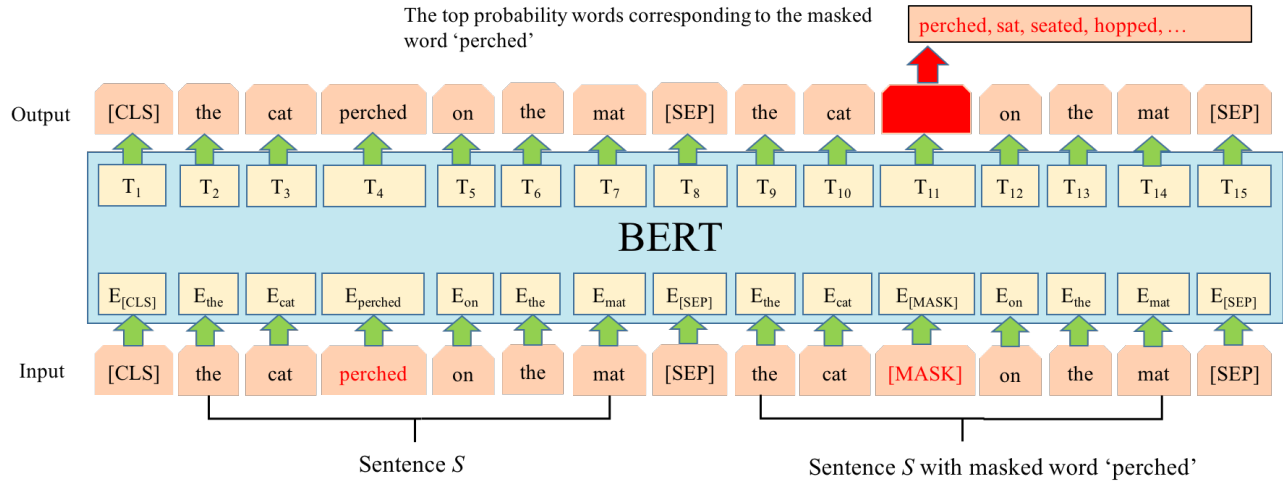 The top probability words corresponding to the masked
word ‘perched’
perched, sat, seated, hopped, …
Output [CLS] the cat perched on the mat [SEP] the cat on the mat [SEP]
T1 T2 T3 T4 T5 T6 T7 T8 T9 T10 T11 T12 T13 T14 T15
BERT
E[CLS] Ethe Ecat Eperched Eon Ethe Emat E[SEP] Ethe Ecat E[MASK] Eon Ethe Emat E[SEP]
Input [CLS] the cat perched on the mat [SEP] the cat [MASK] on the mat [SEP]
Sentence S
Sentence S with masked word ‘perched’